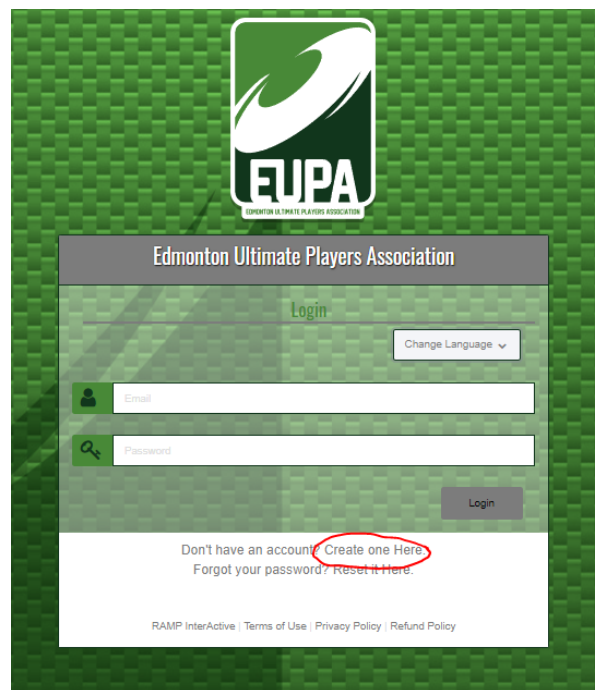 EUPA
EDMONTON ULTIMATE PLAYERS ASSOCIATION
Edmonton Ultimate Players Association
Login
Change Language
Email
Password
Login
Don't have an account? Create one Here.
Forgot your password? Reset it Here.
RAMP InterActive | Terms of Use | Privacy Policy | Refund Policy